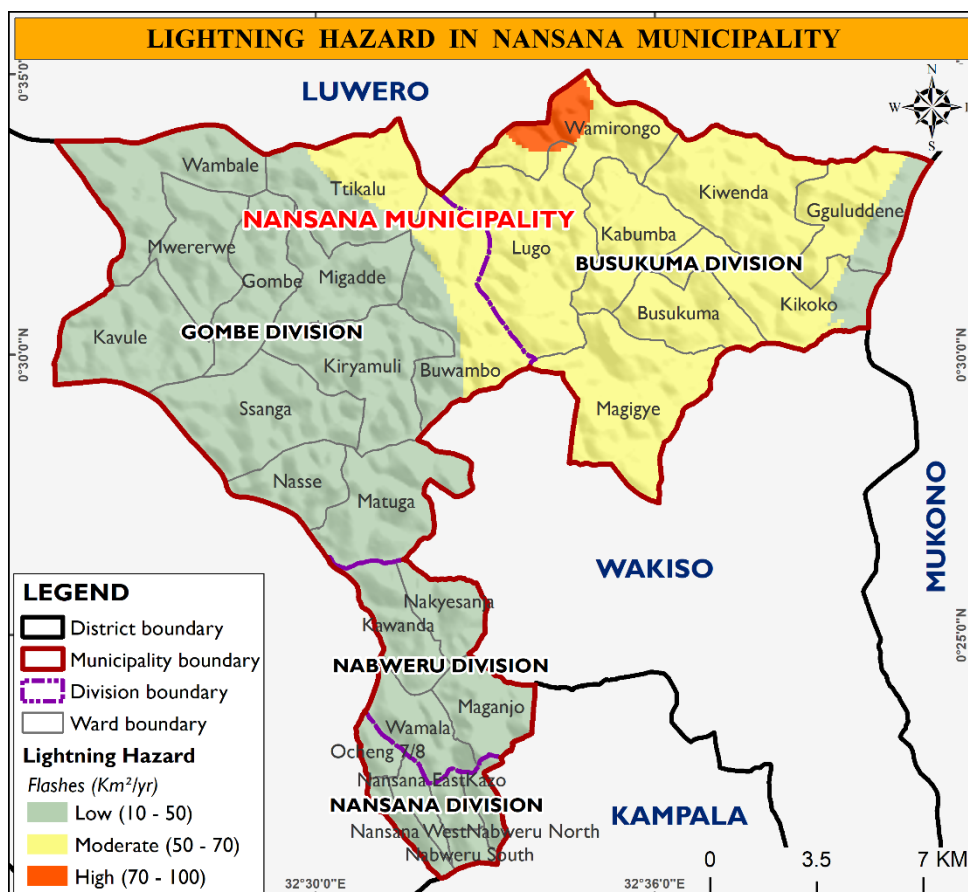 LIGHTNING HAZARD IN NANSANA MUNICIPALITY
0°35'0"
LUWERO
N
W
S
Wamirongo
Wambale
Ttikalu
Kiwenda
Gguluddene
NANSANA MUNICIPALITY
Mwererwe
Lugo
Kabumba
Gombe
Migadde
BUSUKUMA DIVISION
Kikoko
Busukuma
Kavule
GOMBE DIVISION
0°30'0"N
0°30'0"N
Kiryamuli
Buwambo
Ssanga
Magigye
Nasse
Matuga
MUKONO
WAKISO
LEGEND
District boundary
Municipality boundary
Division boundary
Ward boundary
Lightning Hazard
Flashes (Km²/yr)
Low (10 - 50)
Moderate (50 - 70)
High (70 - 100)
Nakyesanja
Kawanda
0°25'0"N
NABWERU DIVISION
Maganjo
Wamala
Ocheng 7/8
Nansana East
Kazo
NANSANA DIVISION
Nansana West
Nabweru North
Nabweru South
KAMPALA
0 3.5 7 KM
32°30'0"E
32°36'0"E